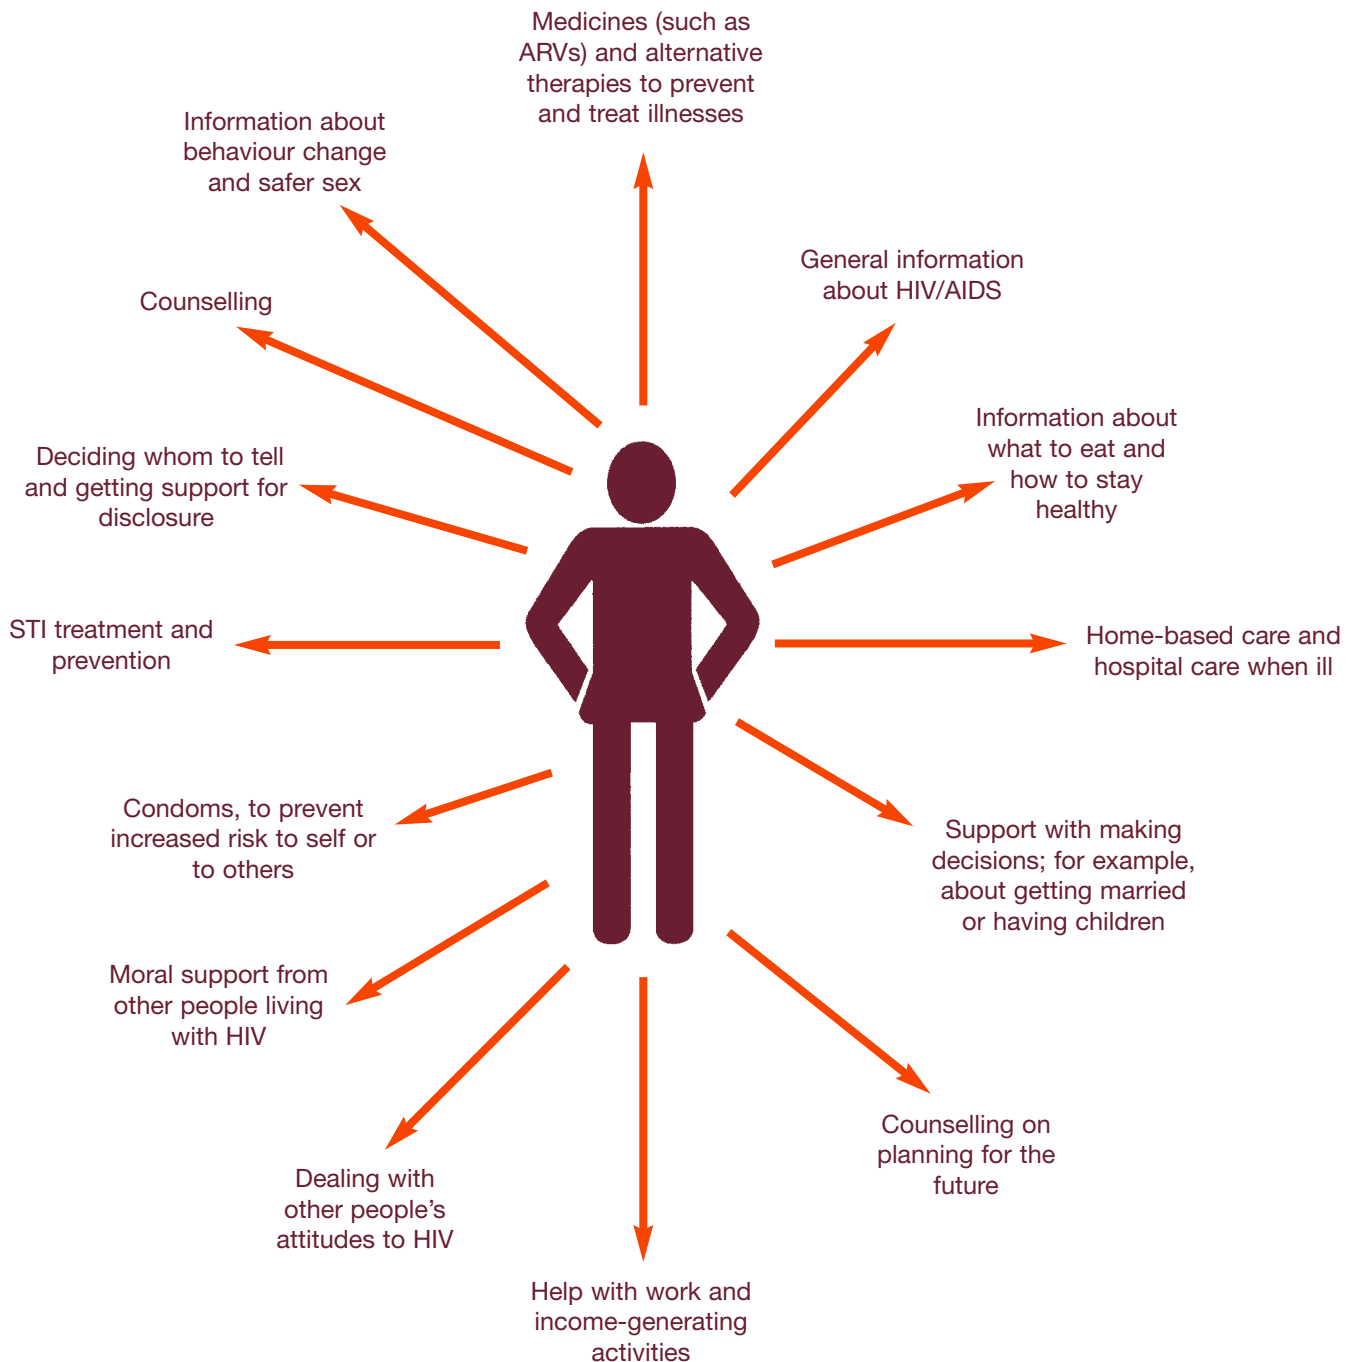 Medicines (such as
ARVs) and alternative
therapies to prevent
and treat illnesses
Information about
behaviour change
and safer sex
General information
about HIV/AIDS
Counselling
Information about
what to eat and
how to stay
healthy
Deciding whom to tell
and getting support for
disclosure
STI treatment and
prevention
Home-based care and
hospital care when ill
Condoms, to prevent
increased risk to self or
to others
Support with making
decisions; for example,
about getting married
or having children
Moral support from
other people living
with HIV
Counselling on
planning for the
future
Dealing with
other people’s
attitudes to HIV
Help with work and
income-generating
activities